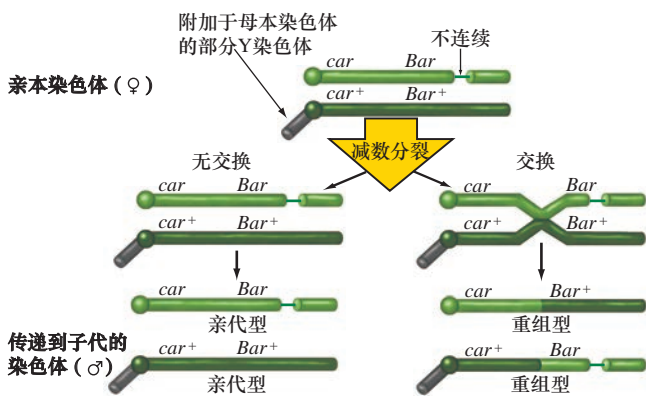 附加于母本染色体
的部分Y染色体
不连续
car Bar
亲本染色体（♀）
car⁺ Bar⁺
减数分裂
无交换
交换
car Bar
car Bar
car⁺ Bar⁺
car⁺ Bar⁺
car Bar
亲代型
car Bar⁺
重组型
传递到子代的
染色体（♂）
car⁺ Bar⁺
亲代型
car⁺ Bar
重组型